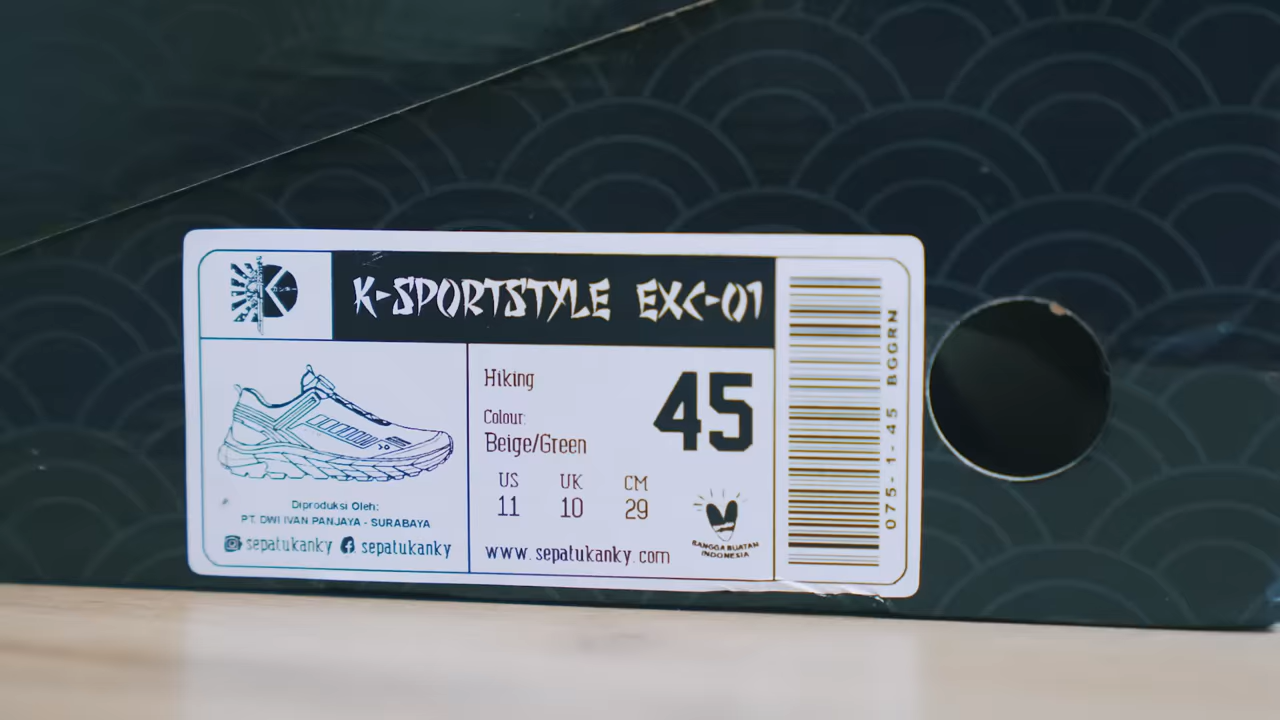 K-SPORTSTYLE EXC-01
Hiking
45
Colour:
Beige/Green
US UK CM
11 10 29
www.sepatukanky.com
BANGGA BUATAN
INDONESIA
Diproduksi Oleh:
PT. DWI IVAN PANJAYA - SURABAYA
sepatukanky sepatukanky
075-1-45 BGGRN